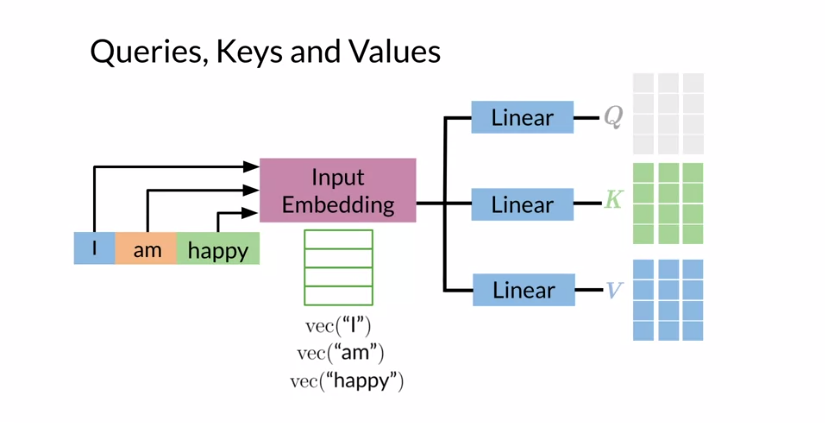 Queries, Keys and Values
I am happy
Input
Embedding
vec(“I”)
vec(“am”)
vec(“happy”)
Linear Q
Linear K
Linear V